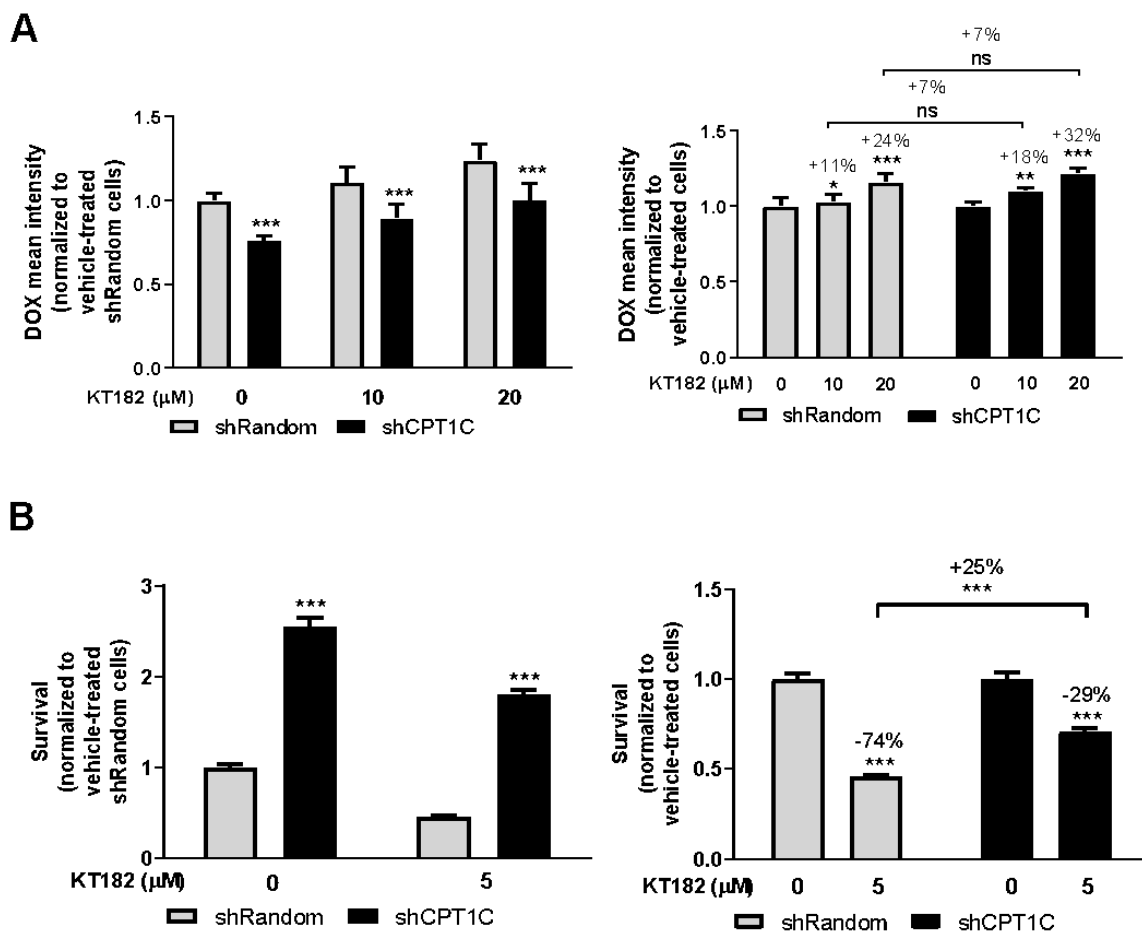 A
DOX mean intensity
(normalized to
vehicle-treated
shRandom cells)
1.5
1.0
0.5
0.0
***
***
***
KT182 (μM)
0
10
20
shRandom
shCPT1C
+7%
ns
+7%
ns
DOX mean intensity
(normalized to
vehicle-treated cells)
1.5
1.0
0.5
0.0
+11%
*
+24%
***
+18%
**
+32%
***
KT182 (μM)
0
10
20
0
10
20
shRandom
shCPT1C
B
Survival
(normalized to
vehicle-treated
shRandom cells)
3
2
1
0
***
***
KT182 (μM)
0
5
shRandom
shCPT1C
+25%
***
Survival
(normalized to
vehicle-treated cells)
1.5
1.0
0.5
0.0
-74%
***
-29%
***
KT182 (μM)
0
5
0
5
shRandom
shCPT1C